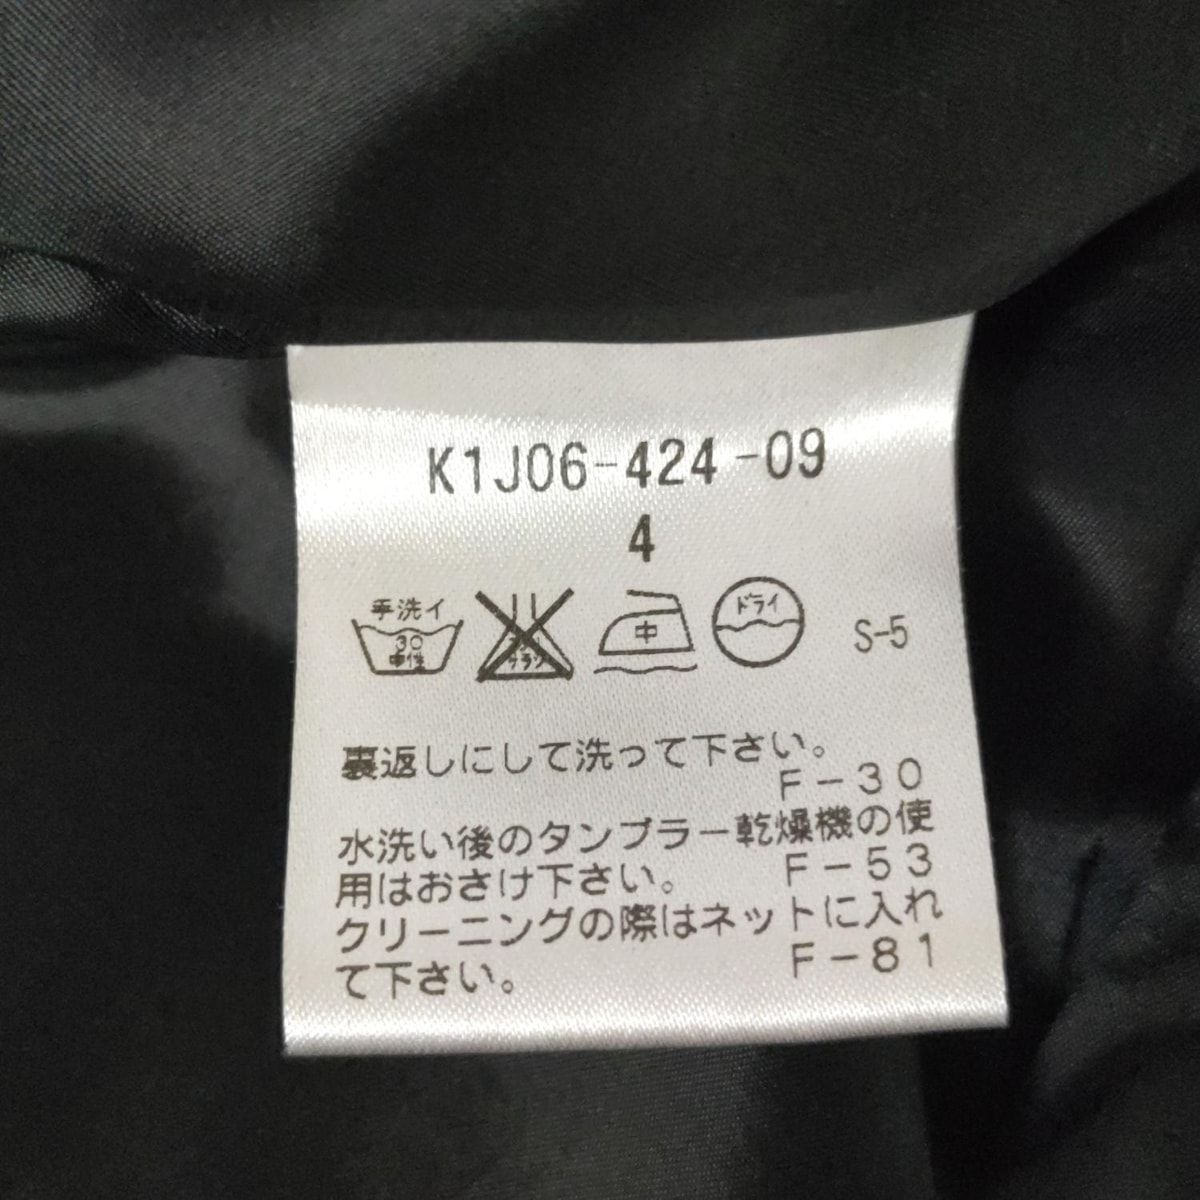 K1J06-424-09
4
手洗イ
30
中性
中
ドライ
S-5
裏返しにして洗って下さい。
F-30
水洗い後のタンブラー乾燥機の使
用はおさけ下さい。 F-53
クリーニングの際はネットに入れ
て下さい。 F-81